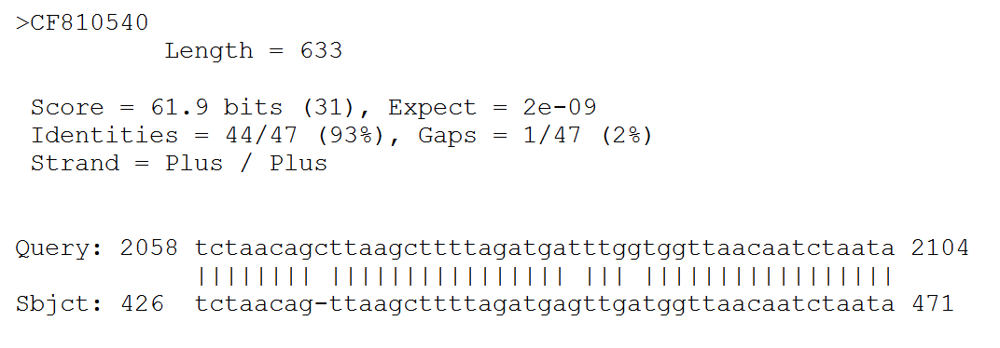 >CF810540
Length = 633
Score = 61.9 bits (31), Expect = 2e-09
Identities = 44/47 (93%), Gaps = 1/47 (2%)
Strand = Plus / Plus
Query: 2058 tctaacagcttaagcttttagatgatttggtggttaacaatctaata 2104
|||||||| |||||||||||||||| ||| |||||||||||||||||
Sbjct: 426 tctaacag-ttaagcttttagatgagttgatggttaacaatctaata 471